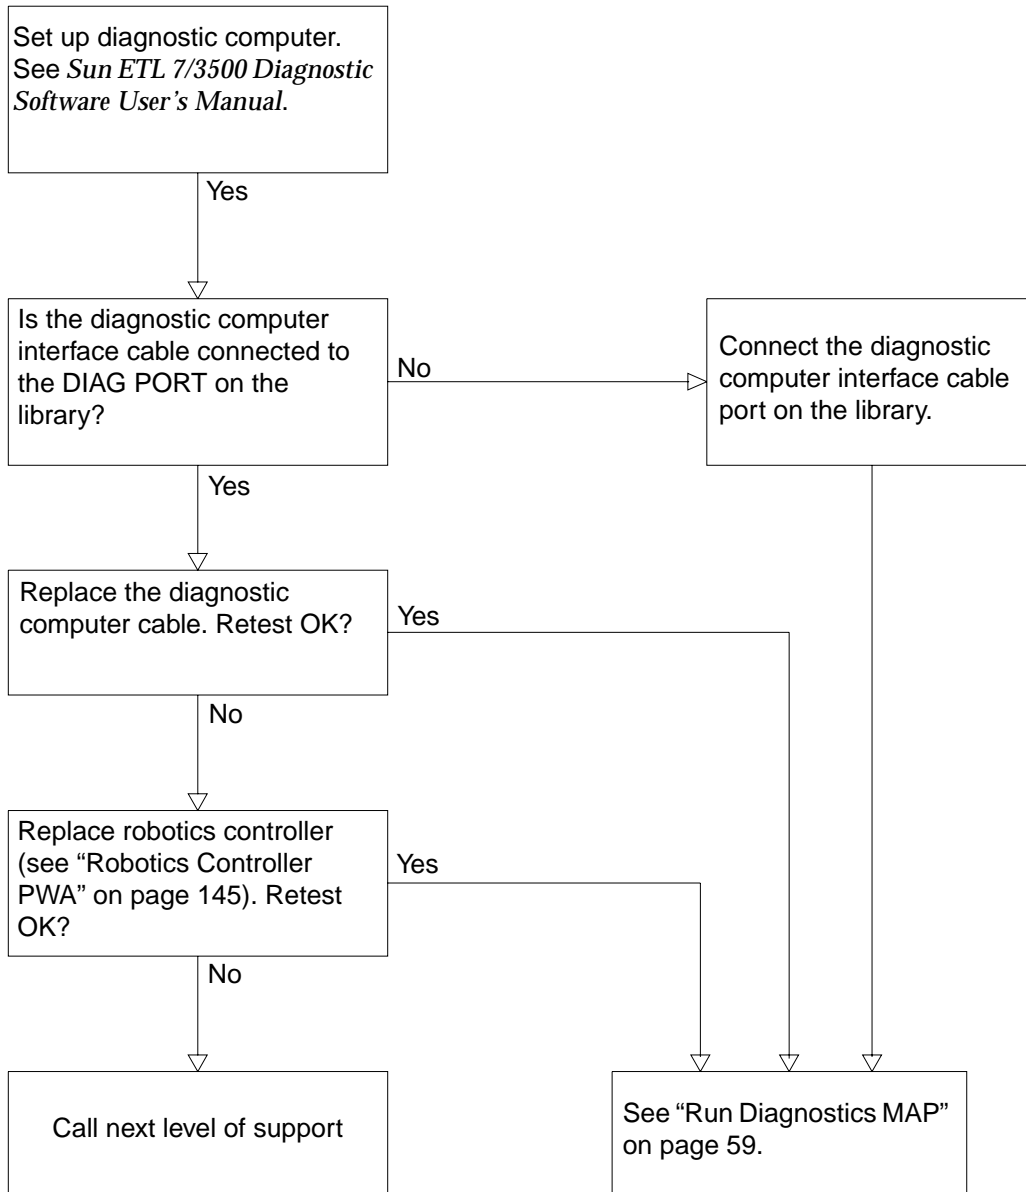 Set up diagnostic computer.
See Sun ETL 7/3500 Diagnostic
Software User's Manual.
Yes
Is the diagnostic computer
interface cable connected to
the DIAG PORT on the
library?
No
Connect the diagnostic
computer interface cable
port on the library.
Yes
Replace the diagnostic
computer cable. Retest OK?
Yes
No
Replace robotics controller
(see “Robotics Controller
PWA” on page 145). Retest
OK?
Yes
No
Call next level of support
See “Run Diagnostics MAP”
on page 59.